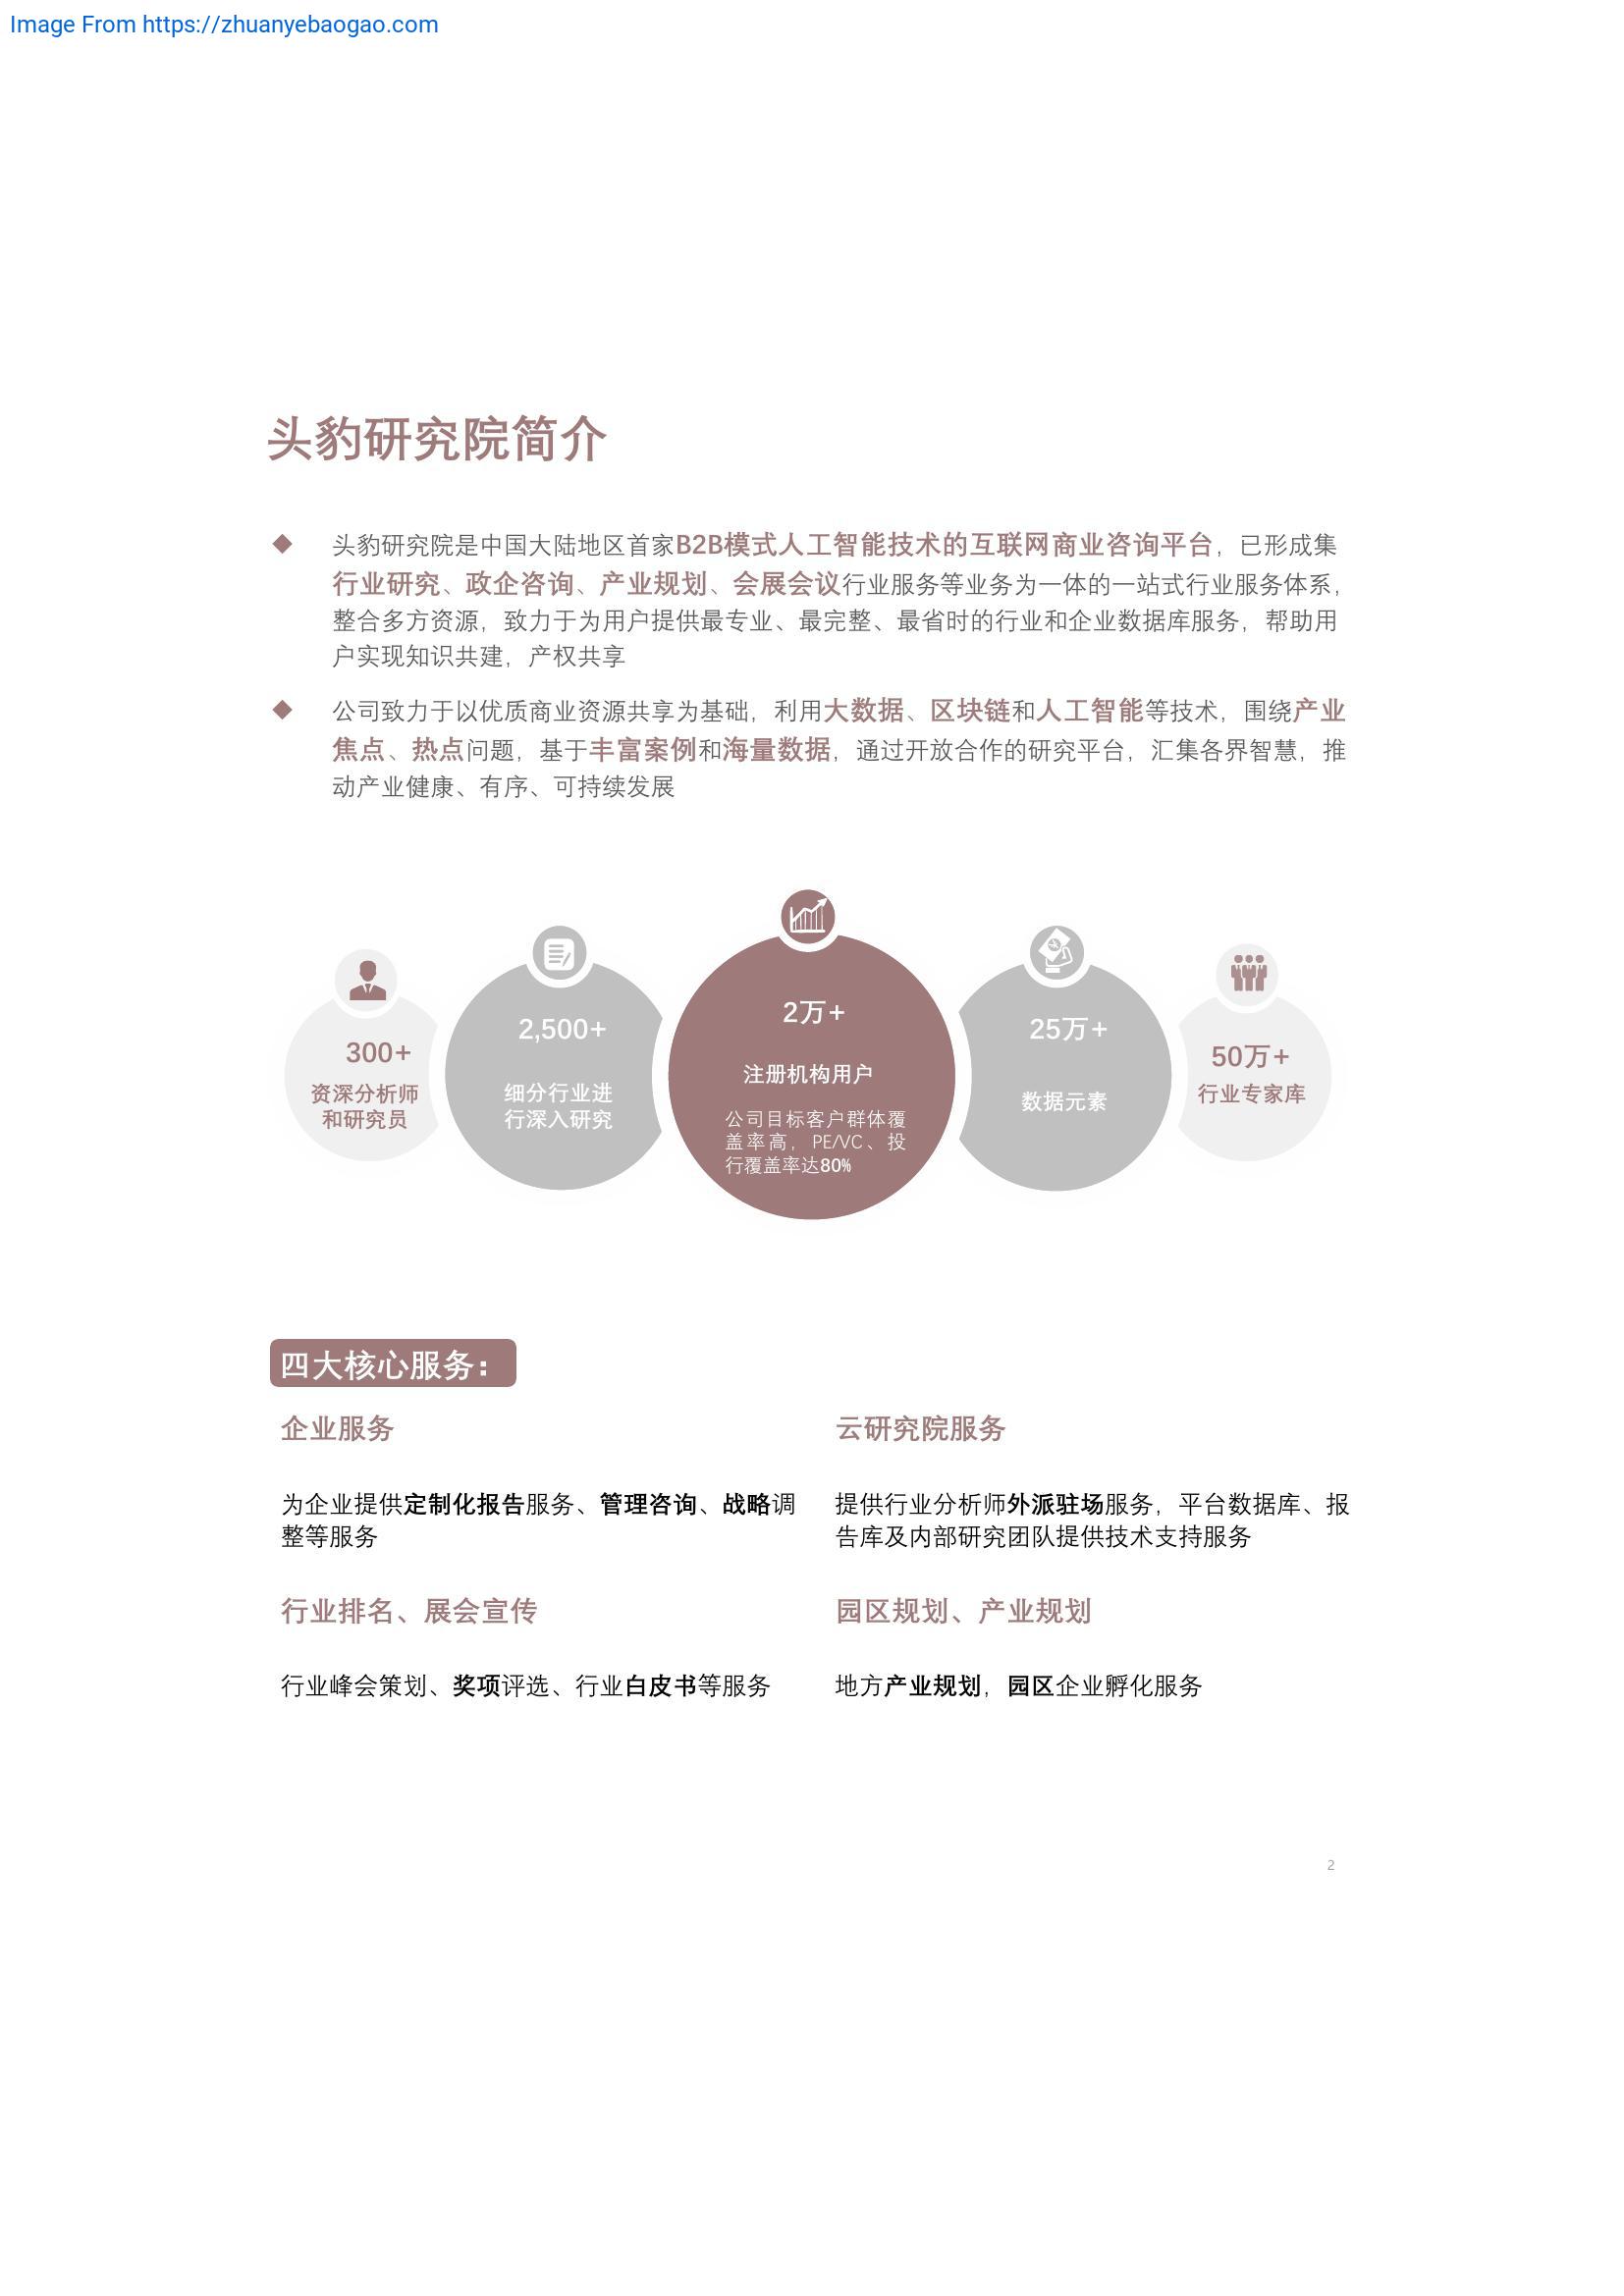 Image From https://zhuanyebaogao.com
头豹研究院简介
头豹研究院是中国大陆地区首家B2B模式人工智能技术的互联网商业咨询平台，已形成集
行业研究、政企咨询、产业规划、会展会议行业服务等业务为一体的一站式行业服务体系，
整合多方资源，致力于为用户提供最专业、最完整、最省时的行业和企业数据库服务，帮助用
户实现知识共建，产权共享
公司致力于以优质商业资源共享为基础，利用大数据、区块链和人工智能等技术，围绕产业
焦点、热点问题，基于丰富案例和海量数据，通过开放合作的研究平台，汇集各界智慧，推
动产业健康、有序、可持续发展
300+
资深分析师
和研究员
2,500+
细分行业进
行深入研究
2万+
注册机构用户
公司目标客户群体覆
盖率高，PE/VC、投
行覆盖率达80%
25万+
数据元素
50万+
行业专家库
四大核心服务：
企业服务
为企业提供定制化报告服务、管理咨询、战略调
整等服务
云研究院服务
提供行业分析师外派驻场服务，平台数据库、报
告库及内部研究团队提供技术支持服务
行业排名、展会宣传
行业峰会策划、奖项评选、行业白皮书等服务
园区规划、产业规划
地方产业规划，园区企业孵化服务
2